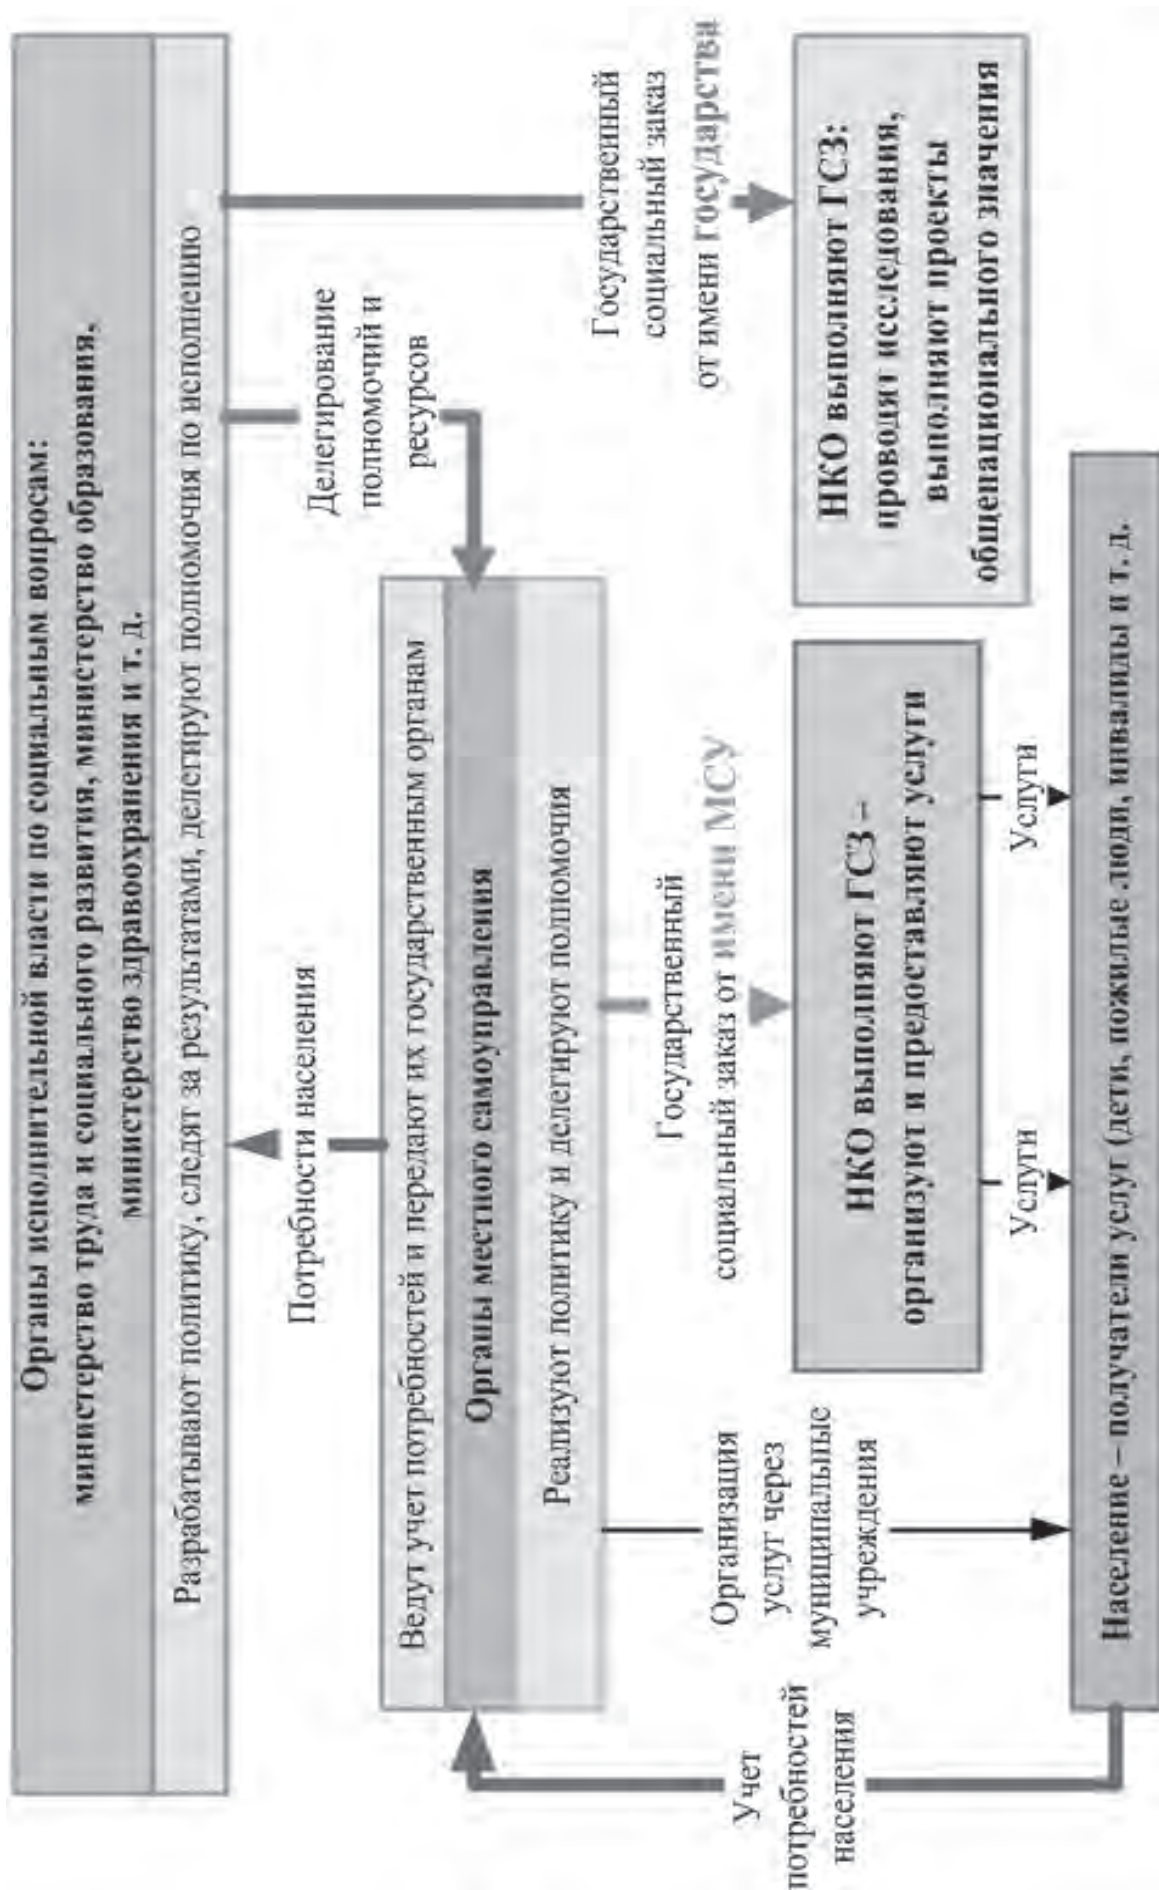 Органы исполнительной власти по социальным вопросам:
министерство труда и социального развития, министерство образования,
министерство здравоохранения и т. д.
Разрабатывают политику, следят за результатами, делегируют полномочия по исполнению
Потребности населения
Делегирование
полномочий и
ресурсов
Государственный
социальный заказ
от имени государства
Ведут учет потребностей и передают их государственным органам
Органы местного самоуправления
Реализуют политику и делегируют полномочия
Учет
потребностей
населения
Организация
услуг через
муниципальные
учреждения
Государственный
социальный заказ от имени МСУ
НКО выполняют ГСЗ –
организуют и предоставляют услуги
НКО выполняют ГСЗ:
проводят исследования,
выполняют проекты
общенационального значения
Услуги
Услуги
Население – получатели услуг (дети, пожилые люди, инвалиды и т. д.